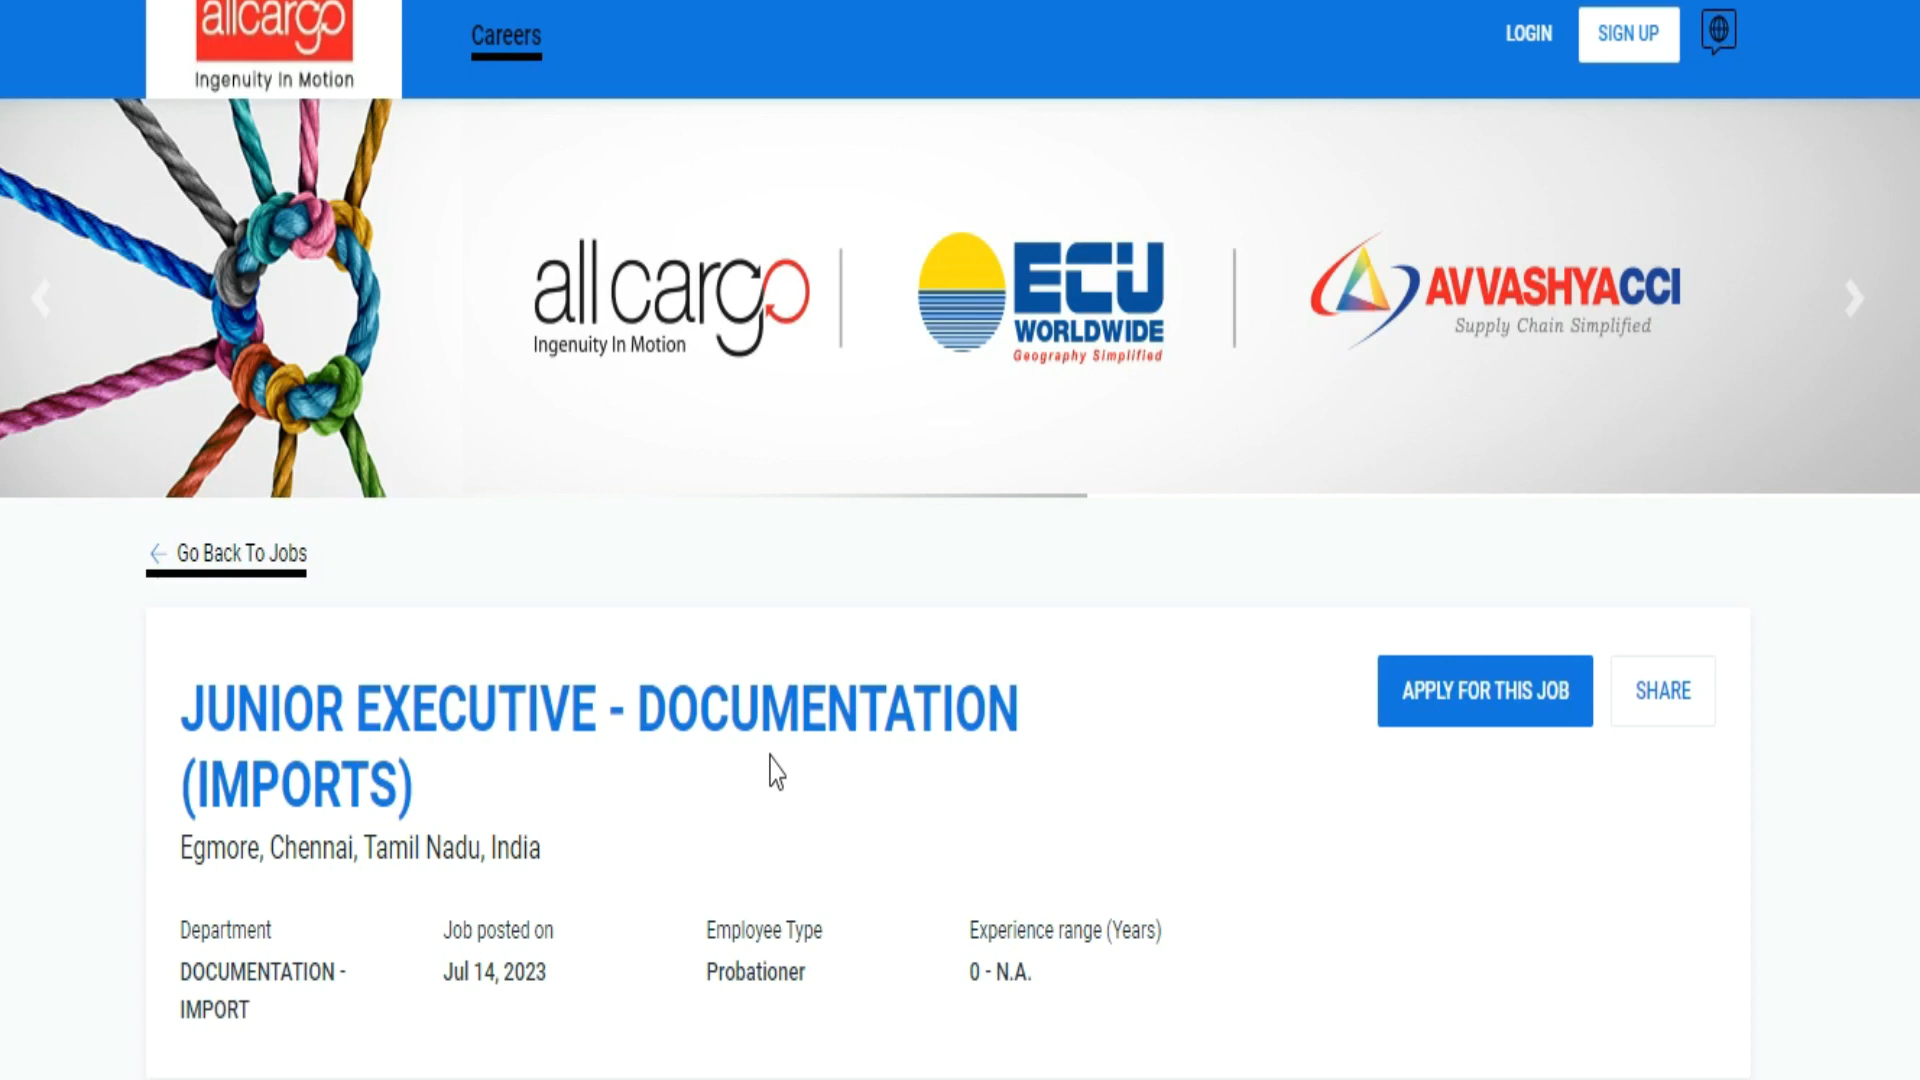 allcargo
Ingenuity In Motion
Careers
LOGIN
SIGN UP
allcargo
Ingenuity In Motion
ECU
WORLDWIDE
Geography Simplified
AVVASHYACCI
Supply Chain Simplified
Go Back To Jobs
JUNIOR EXECUTIVE - DOCUMENTATION
(IMPORTS)
Egmore, Chennai, Tamil Nadu, India
APPLY FOR THIS JOB
SHARE
Department
DOCUMENTATION -
IMPORT
Job posted on
Jul 14, 2023
Employee Type
Probationer
Experience range (Years)
0 - N.A.